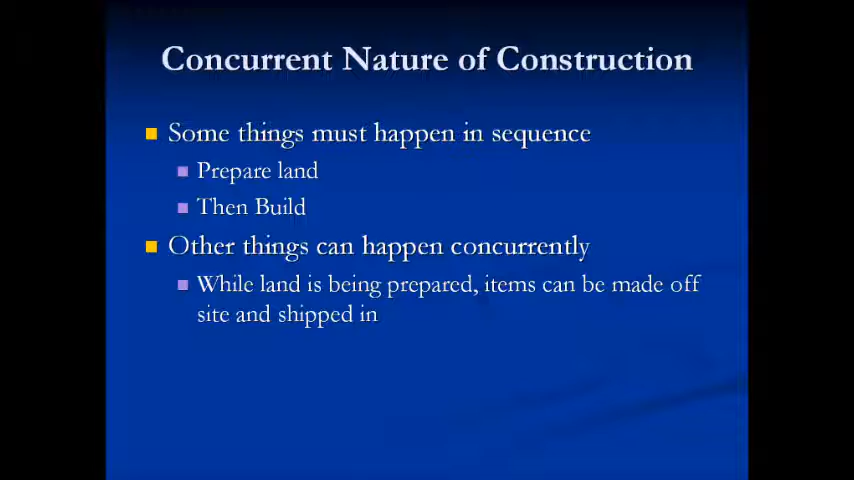 Concurrent Nature of Construction
Some things must happen in sequence
Prepare land
Then Build
Other things can happen concurrently
While land is being prepared, items can be made off
site and shipped in